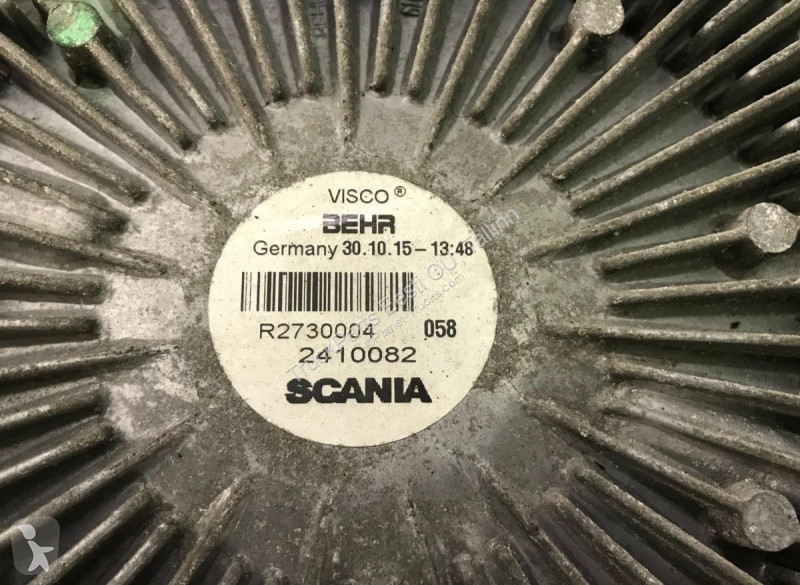 VISCO ®
BEHR
Germany 30.10.15 – 13:48
R2730004 058
2410082
SCANIA